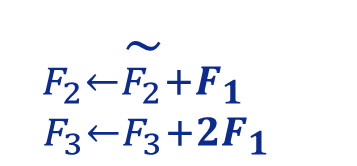 ~
F₂ ← F₂ + F₁
F₃ ← F₃ + 2F₁